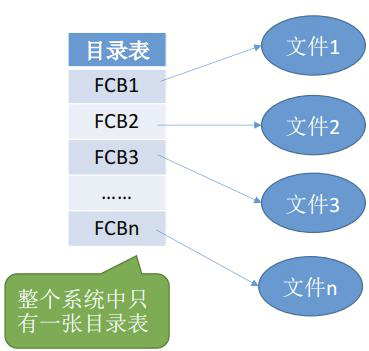 目录表
FCB1
FCB2
FCB3
……
FCBn
文件1
文件2
文件3
文件n
整个系统中只
有一张目录表